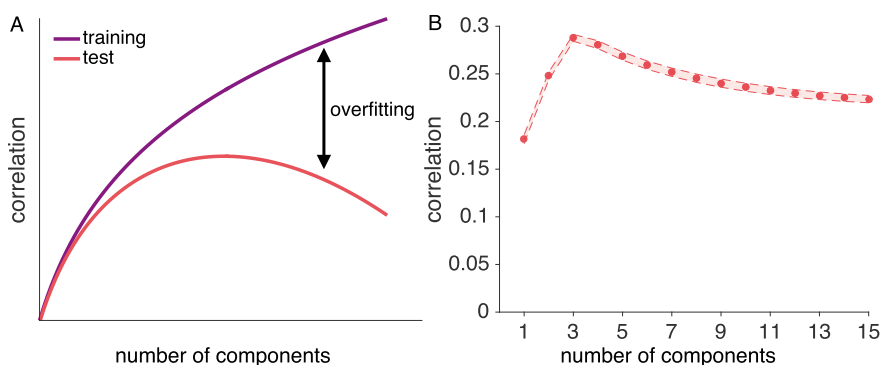 A
training
test
overfitting
correlation
number of components
B
0.3
0.25
0.2
0.15
0.1
0.05
0
correlation
1 3 5 7 9 11 13 15
number of components